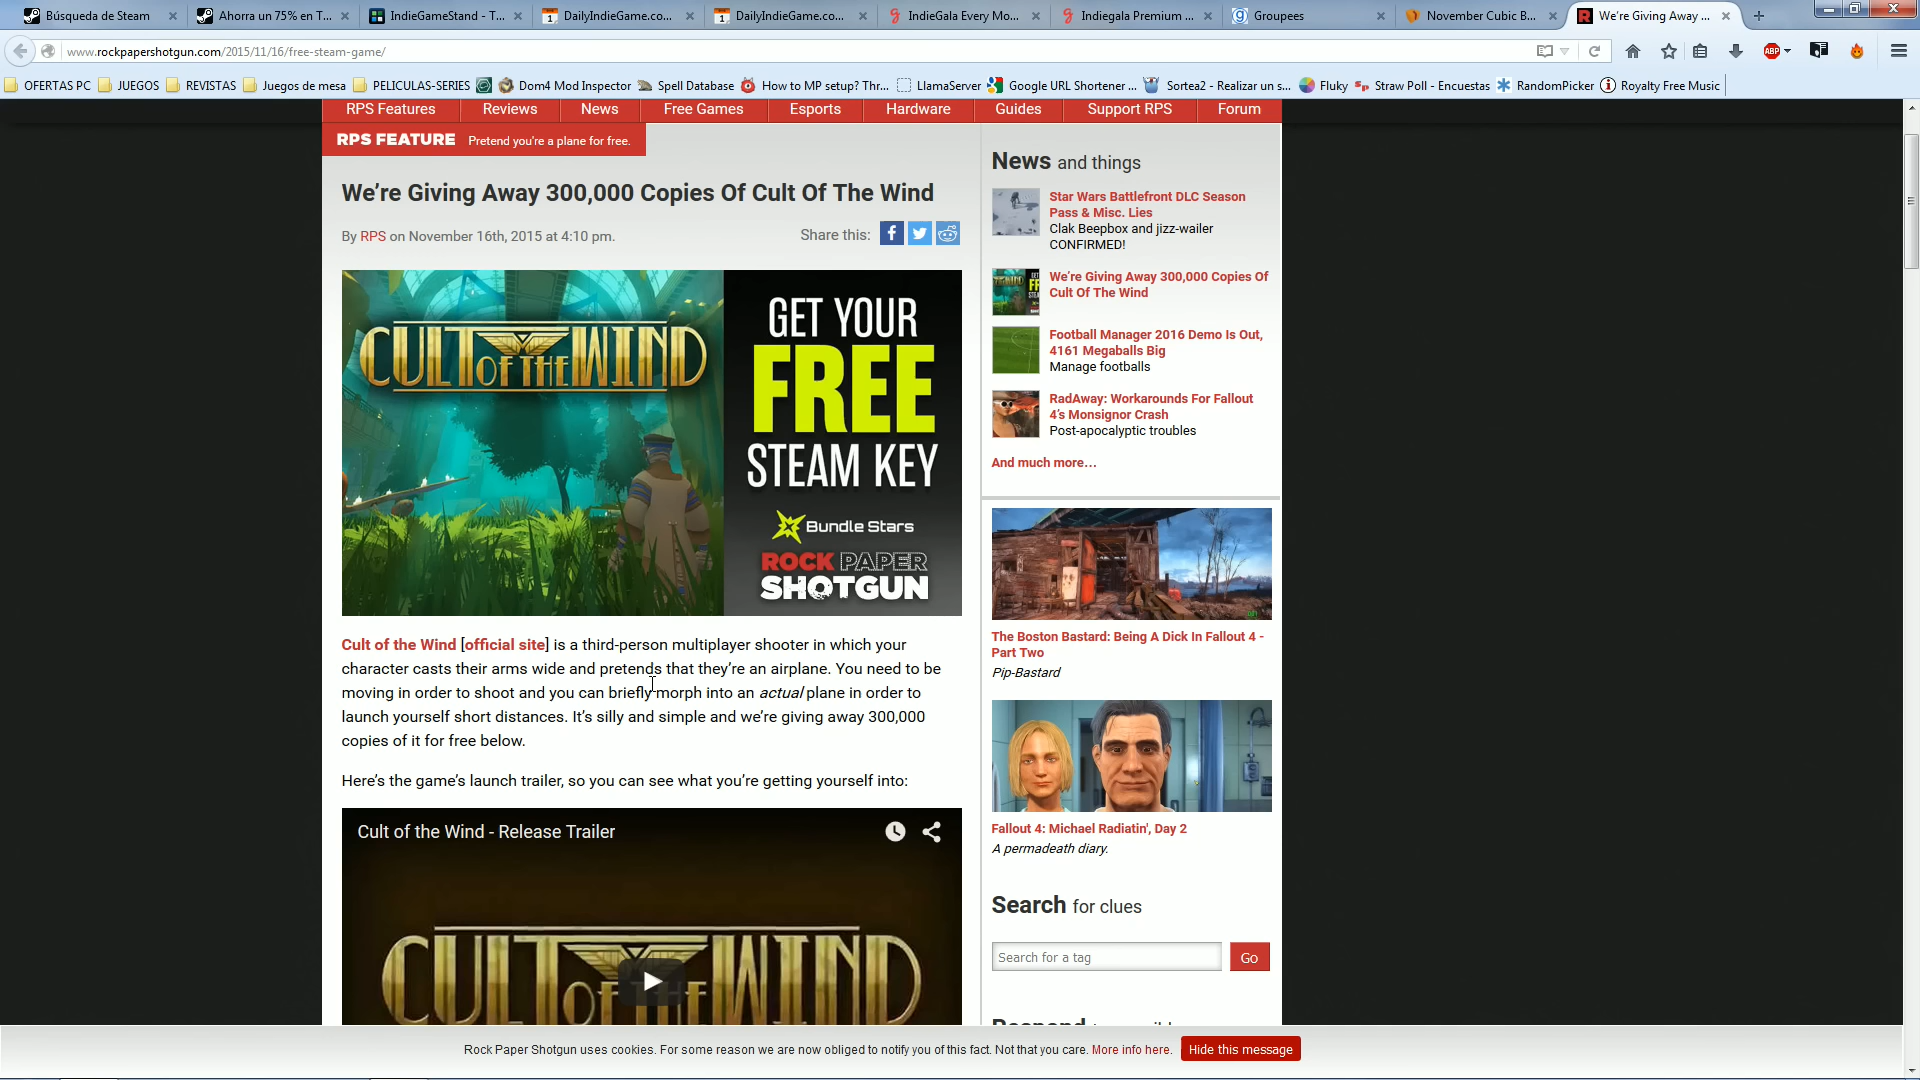 Búsqueda de Steam
Ahorra un 75% en T...
IndieGameStand - T...
DailyIndieGame.co...
DailyIndieGame.co...
IndieGala Every Mo...
Indiegala Premium ...
Groupees
November Cubic B...
We're Giving Away ...
www.rockpapershotgun.com/2015/11/16/free-steam-game/
ABP
OFERTAS PC
JUEGOS
REVISTAS
Juegos de mesa
PELICULAS-SERIES
Dom4 Mod Inspector
Spell Database
How to MP setup? Thr...
LlamaServer
Google URL Shortener ...
Sortea2 - Realizar un s...
Fluky
Straw Poll - Encuestas
RandomPicker
Royalty Free Music
RPS Features
Reviews
News
Free Games
Esports
Hardware
Guides
Support RPS
Forum
RPS FEATURE Pretend you're a plane for free.
We're Giving Away 300,000 Copies Of Cult Of The Wind
By RPS on November 16th, 2015 at 4:10 pm.
Share this:
CULT OF THE WIND
GET YOUR
FREE
STEAM KEY
Bundle Stars
ROCK PAPER
SHOTGUN
Cult of the Wind [official site] is a third-person multiplayer shooter in which your
character casts their arms wide and pretends that they're an airplane. You need to be
moving in order to shoot and you can briefly morph into an actual plane in order to
launch yourself short distances. It's silly and simple and we're giving away 300,000
copies of it for free below.
Here's the game's launch trailer, so you can see what you're getting yourself into:
Cult of the Wind - Release Trailer
CULT OF THE WIND
News and things
Star Wars Battlefront DLC Season
Pass & Misc. Lies
Clak Beepbox and jizz-wailer
CONFIRMED!
We're Giving Away 300,000 Copies Of
Cult Of The Wind
Football Manager 2016 Demo Is Out,
4161 Megaballs Big
Manage footballs
RadAway: Workarounds For Fallout
4's Monsignor Crash
Post-apocalyptic troubles
And much more...
The Boston Bastard: Being A Dick In Fallout 4 -
Part Two
Pip-Bastard
Fallout 4: Michael Radiatin', Day 2
A permadeath diary.
Search for clues
Search for a tag
Go
Rock Paper Shotgun uses cookies. For some reason we are now obliged to notify you of this fact. Not that you care. More info here.
Hide this message